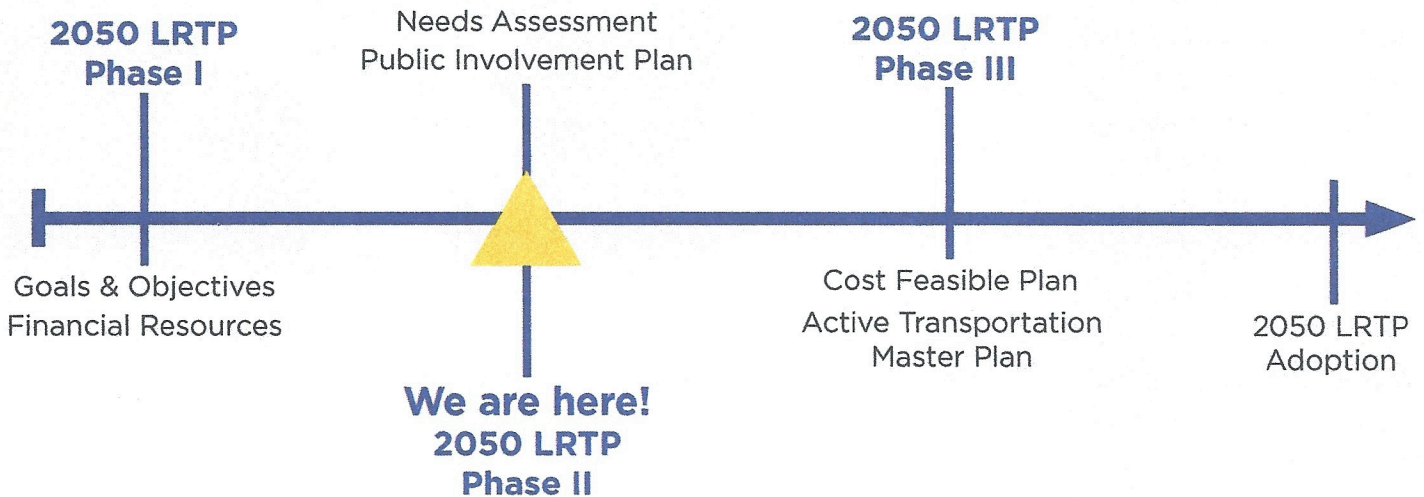 2050 LRTP
Phase I
Goals & Objectives
Financial Resources
Needs Assessment
Public Involvement Plan
We are here!
2050 LRTP
Phase II
2050 LRTP
Phase III
Cost Feasible Plan
Active Transportation
Master Plan
2050 LRTP
Adoption